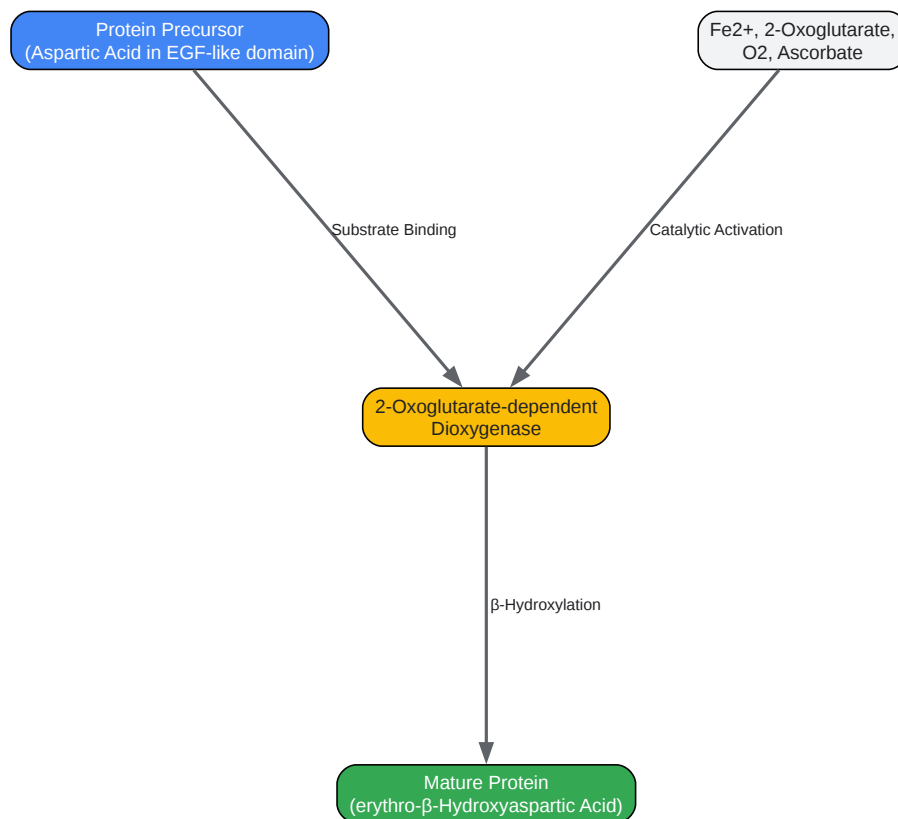 Protein Precursor
(Aspartic Acid in EGF-like domain)
Fe2+, 2-Oxoglutarate,
O2, Ascorbate
Substrate Binding
Catalytic Activation
2-Oxoglutarate-dependent
Dioxygenase
β-Hydroxylation
Mature Protein
(erythro-β-Hydroxyaspartic Acid)